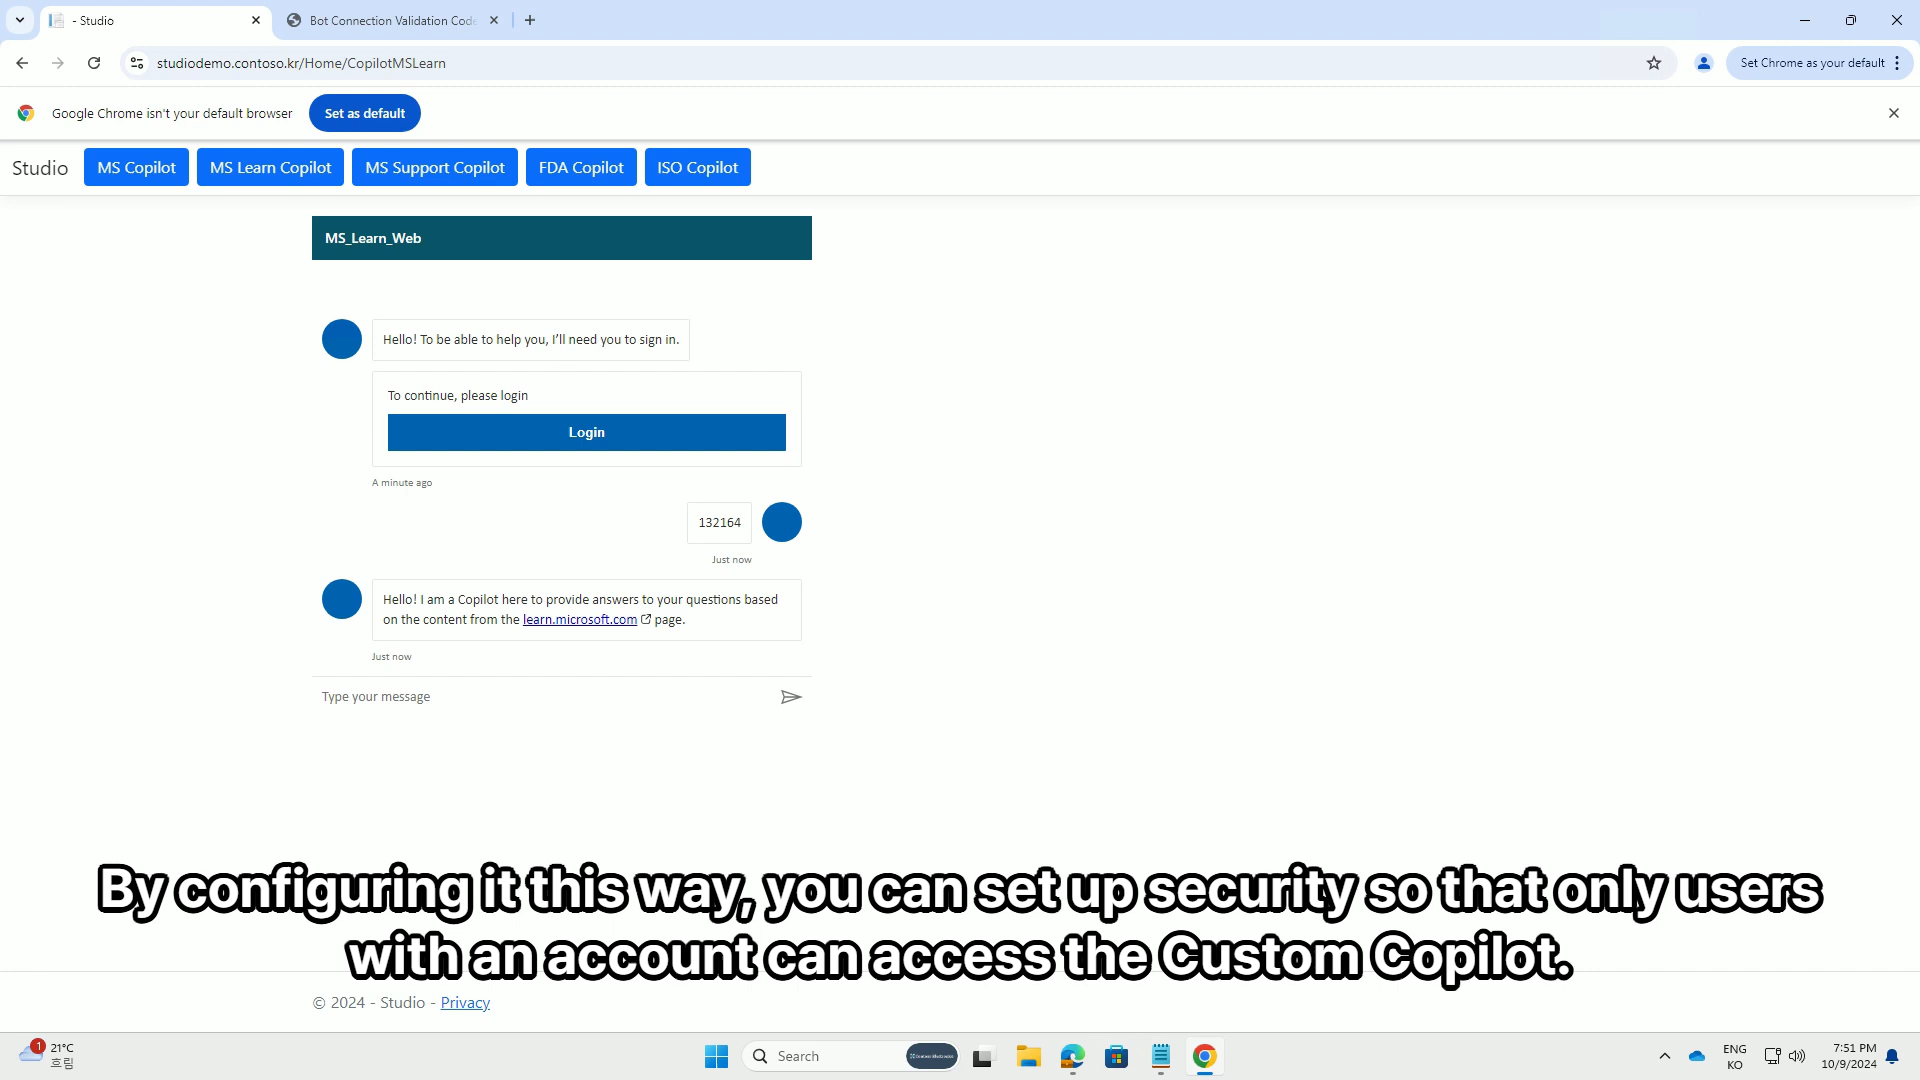 - Studio
Bot Connection Validation Code
studiodemo.contoso.kr/Home/CopilotMSLearn
Set Chrome as your default
Google Chrome isn't your default browser
Set as default
Studio
MS Copilot
MS Learn Copilot
MS Support Copilot
FDA Copilot
ISO Copilot
MS_Learn_Web
Hello! To be able to help you, I'll need you to sign in.
To continue, please login
Login
A minute ago
132164
Just now
Hello! I am a Copilot here to provide answers to your questions based
on the content from the learn.microsoft.com page.
Just now
Type your message
By configuring it this way, you can set up security so that only users
with an account can access the Custom Copilot.
© 2024 - Studio - Privacy
1
21°C
흐림
Search
ENG
KO
7:51 PM
10/9/2024